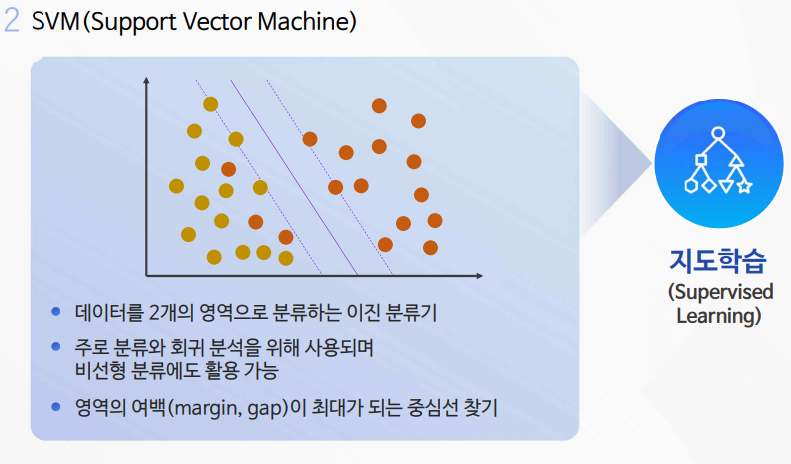 2 SVM(Support Vector Machine)
데이터를 2개의 영역으로 분류하는 이진 분류기
주로 분류와 회귀 분석을 위해 사용되며
비선형 분류에도 활용 가능
영역의 여백(margin, gap)이 최대가 되는 중심선 찾기
지도학습
(Supervised
Learning)